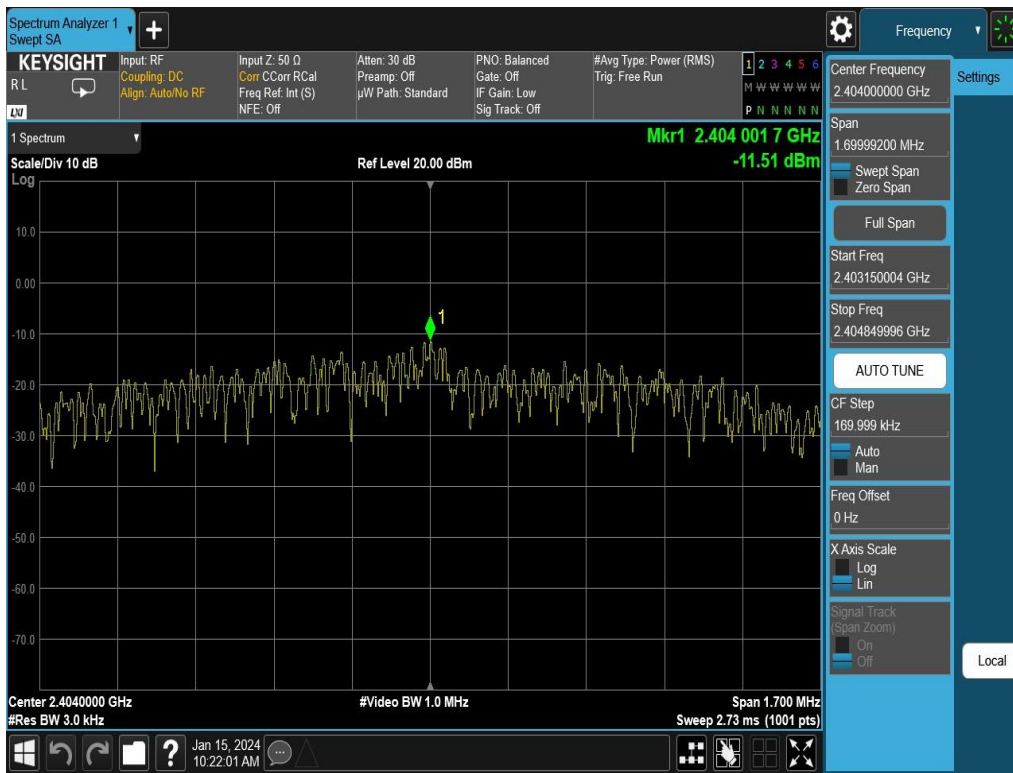 Spectrum Analyzer 1
Swept SA
Frequency
KEYSIGHT
R L
LXI
Input: RF
Coupling: DC
Align: Auto/No RF
Input Z: 50 Ω
Corr CCorr RCal
Freq Ref: Int (S)
NFE: Off
Atten: 30 dB
Preamp: Off
µW Path: Standard
PNO: Balanced
Gate: Off
IF Gain: Low
Sig Track: Off
#Avg Type: Power (RMS)
Trig: Free Run
1 2 3 4 5 6
M W W W W W
P N N N N N
1 Spectrum
Mkr1 2.404 001 7 GHz
Scale/Div 10 dB
Ref Level 20.00 dBm
-11.51 dBm
Log
10.0
0.00
1
-10.0
-20.0
-30.0
-40.0
-50.0
-60.0
-70.0
Center 2.4040000 GHz
#Video BW 1.0 MHz
Span 1.700 MHz
#Res BW 3.0 kHz
Sweep 2.73 ms (1001 pts)
?
Jan 15, 2024
10:22:01 AM
Center Frequency
2.404000000 GHz
Settings
Span
1.69999200 MHz
Swept Span
Zero Span
Full Span
Start Freq
2.403150004 GHz
Stop Freq
2.404849996 GHz
AUTO TUNE
CF Step
169.999 kHz
Auto
Man
Freq Offset
0 Hz
X Axis Scale
Log
Lin
Signal Track
(Span Zoom)
On
Off
Local